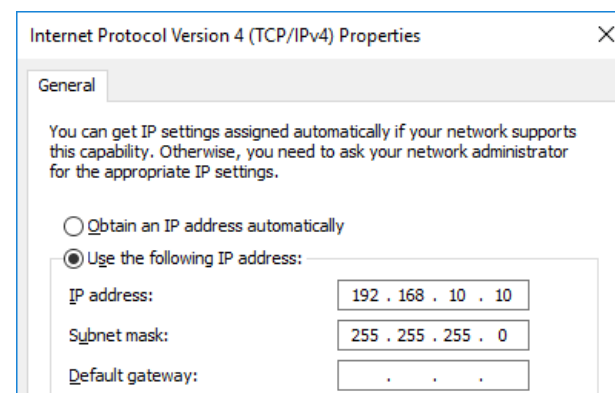 Internet Protocol Version 4 (TCP/IPv4) Properties
General
You can get IP settings assigned automatically if your network supports
this capability. Otherwise, you need to ask your network administrator
for the appropriate IP settings.
Obtain an IP address automatically
Use the following IP address:
IP address: 192 . 168 . 10 . 10
Subnet mask: 255 . 255 . 255 . 0
Default gateway: . . .